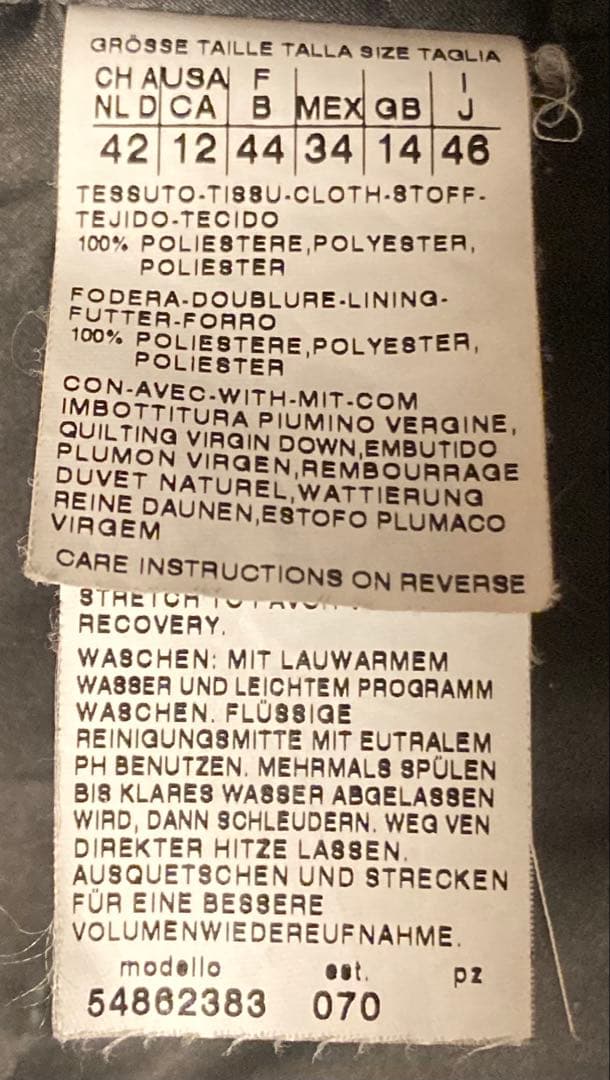 GRÖSSE TAILLE TALLA SIZE TAGLIA
CH A USA F I
NL D CA B MEX GB J
42 12 44 34 14 46
TESSUTO-TISSU-CLOTH-STOFF-
TEJIDO-TECIDO
100% POLIESTERE,POLYESTER,
POLIESTER
FODERA-DOUBLURE-LINING-
FUTTER-FORRO
100% POLIESTERE,POLYESTER,
POLIESTER
CON-AVEC-WITH-MIT-COM
IMBOTTITURA PIUMINO VERGINE,
QUILTING VIRGIN DOWN,EMBUTIDO
PLUMON VIRGEN,REMBOURRAGE
DUVET NATUREL,WATTIERUNG
REINE DAUNEN,ESTOFO PLUMACO
VIRGEM
CARE INSTRUCTIONS ON REVERSE
STRETCH TO
RECOVERY.
WASCHEN: MIT LAUWARMEM
WASSER UND LEICHTEM PROGRAMM
WASCHEN. FLÜSSIGE
REINIGUNGSMITTE MIT EUTRALEM
PH BENUTZEN. MEHRMALS SPÜLEN
BIS KLARES WASSER ABGELASSEN
WIRD, DANN SCHLEUDERN. WEG VEN
DIREKTER HITZE LASSEN.
AUSQUETSCHEN UND STRECKEN
FÜR EINE BESSERE
VOLUMENWIEDEREUFNAHME.
modello est. pz
54862383 070